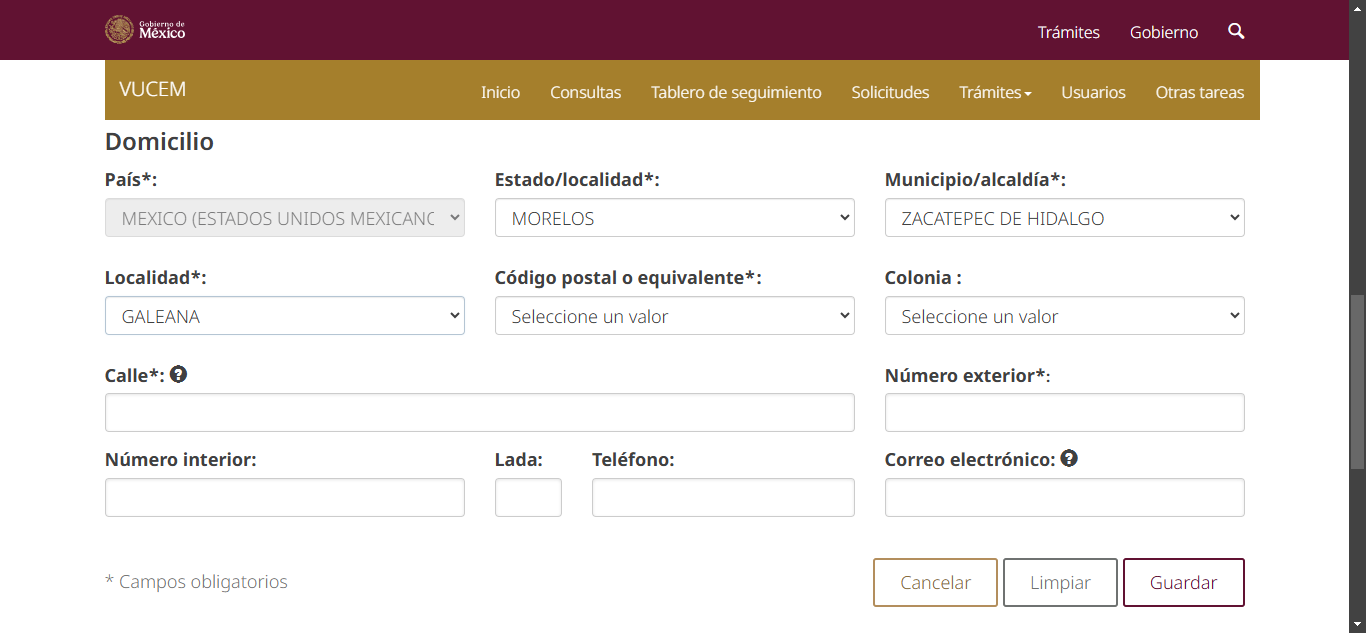 Gobierno de
México
Trámites Gobierno
VUCEM
Inicio Consultas Tablero de seguimiento Solicitudes Trámites Usuarios Otras tareas
Domicilio
País*: Estado/localidad*: Municipio/alcaldía*:
MEXICO (ESTADOS UNIDOS MEXICANO MORELOS ZACATEPEC DE HIDALGO
Localidad*: Código postal o equivalente*: Colonia :
GALEANA Seleccione un valor Seleccione un valor
Calle*: ? Número exterior*:
Número interior: Lada: Teléfono: Correo electrónico: ?
* Campos obligatorios Cancelar Limpiar Guardar